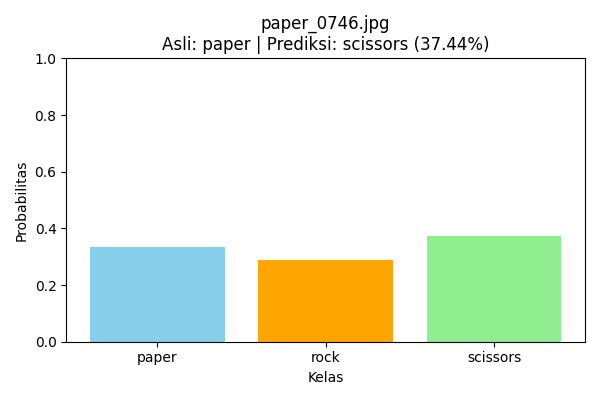 paper_0746.jpg
Asli: paper | Prediksi: scissors (37.44%)
1.0
0.8
0.6
0.4
0.2
0.0
Probabilitas
paper rock scissors
Kelas